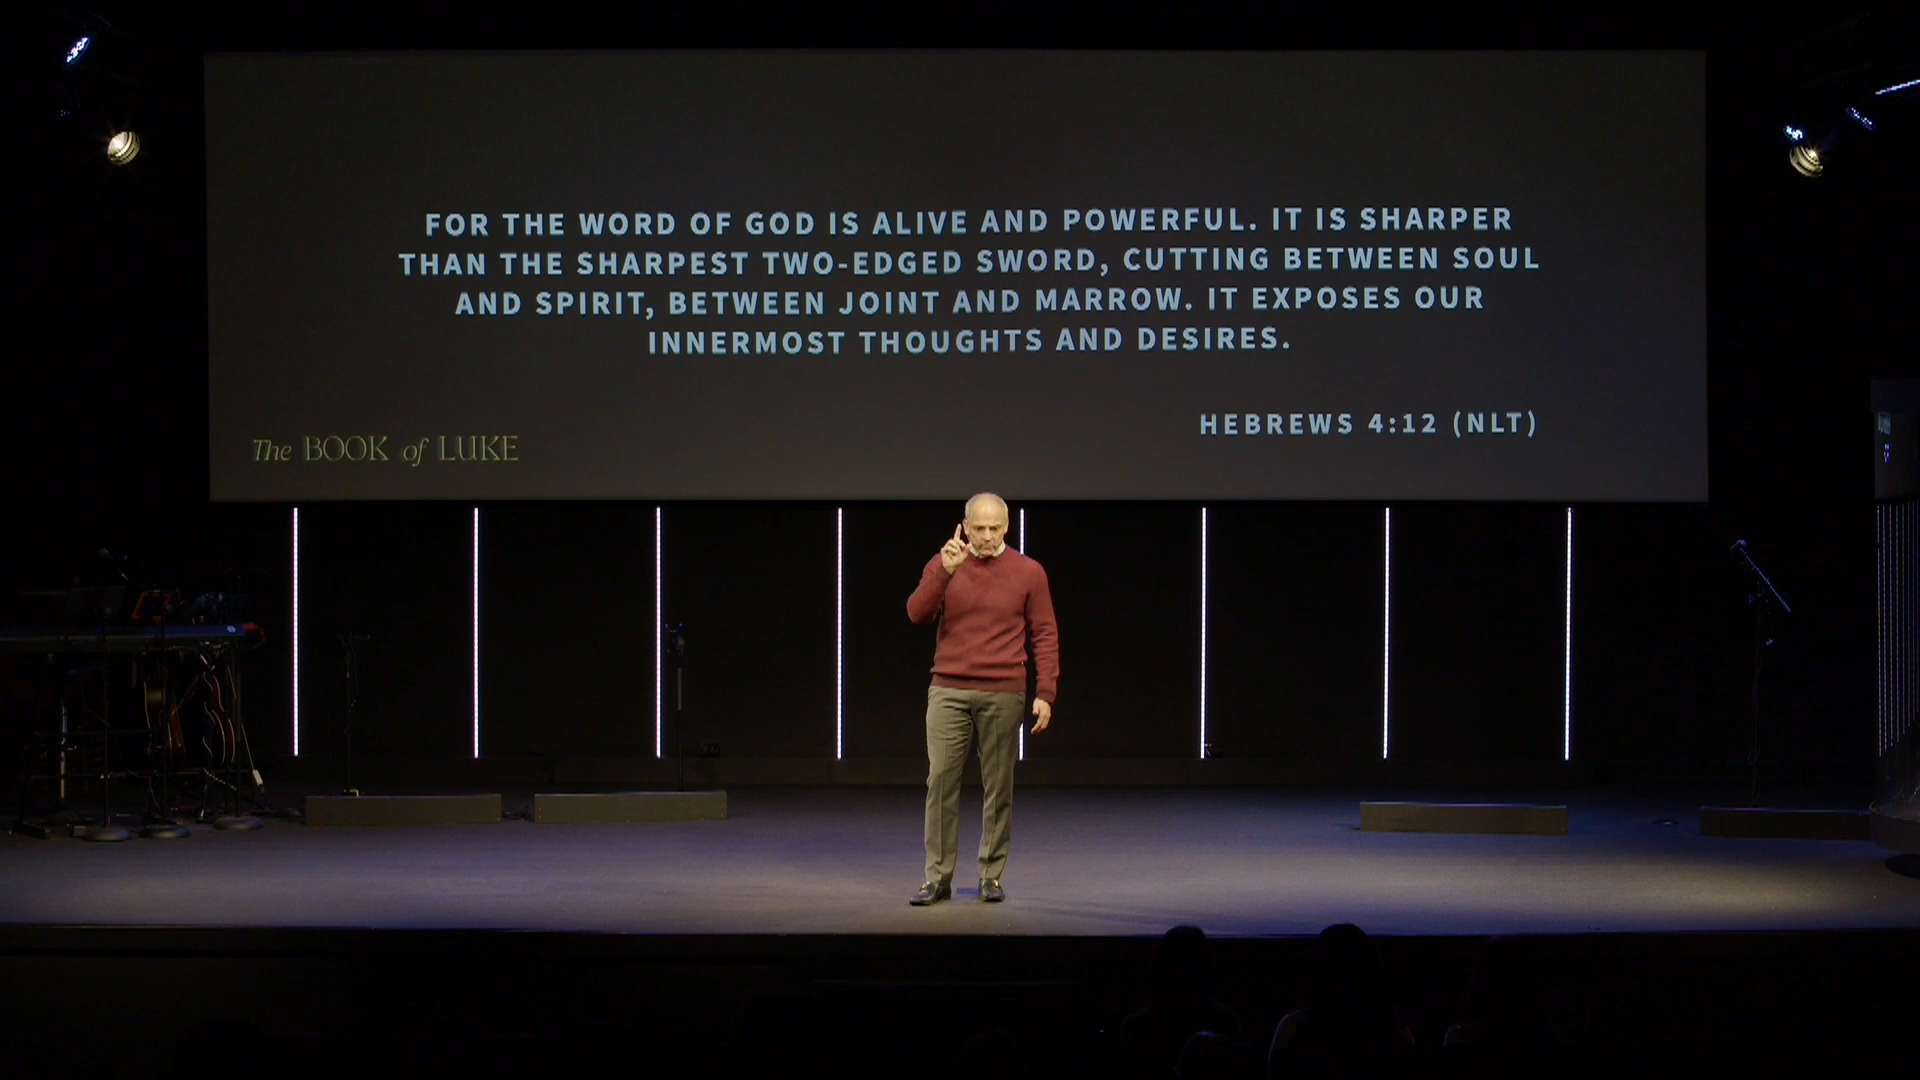 FOR THE WORD OF GOD IS ALIVE AND POWERFUL. IT IS SHARPER
THAN THE SHARPEST TWO-EDGED SWORD, CUTTING BETWEEN SOUL
AND SPIRIT, BETWEEN JOINT AND MARROW. IT EXPOSES OUR
INNERMOST THOUGHTS AND DESIRES.
HEBREWS 4:12 (NLT)
The BOOK of LUKE